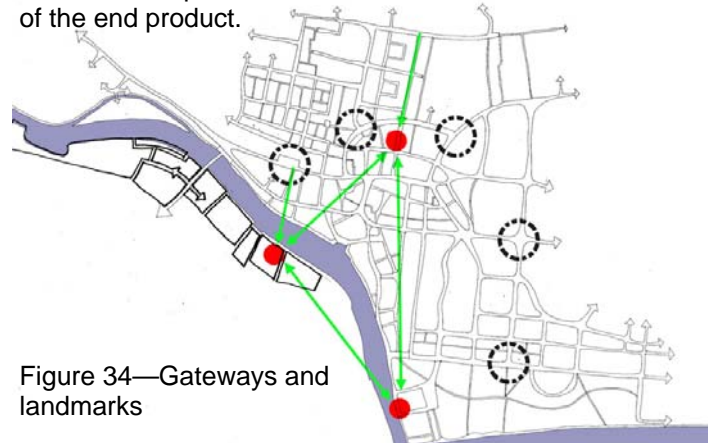 of the end product.
Figure 34—Gateways and
landmarks